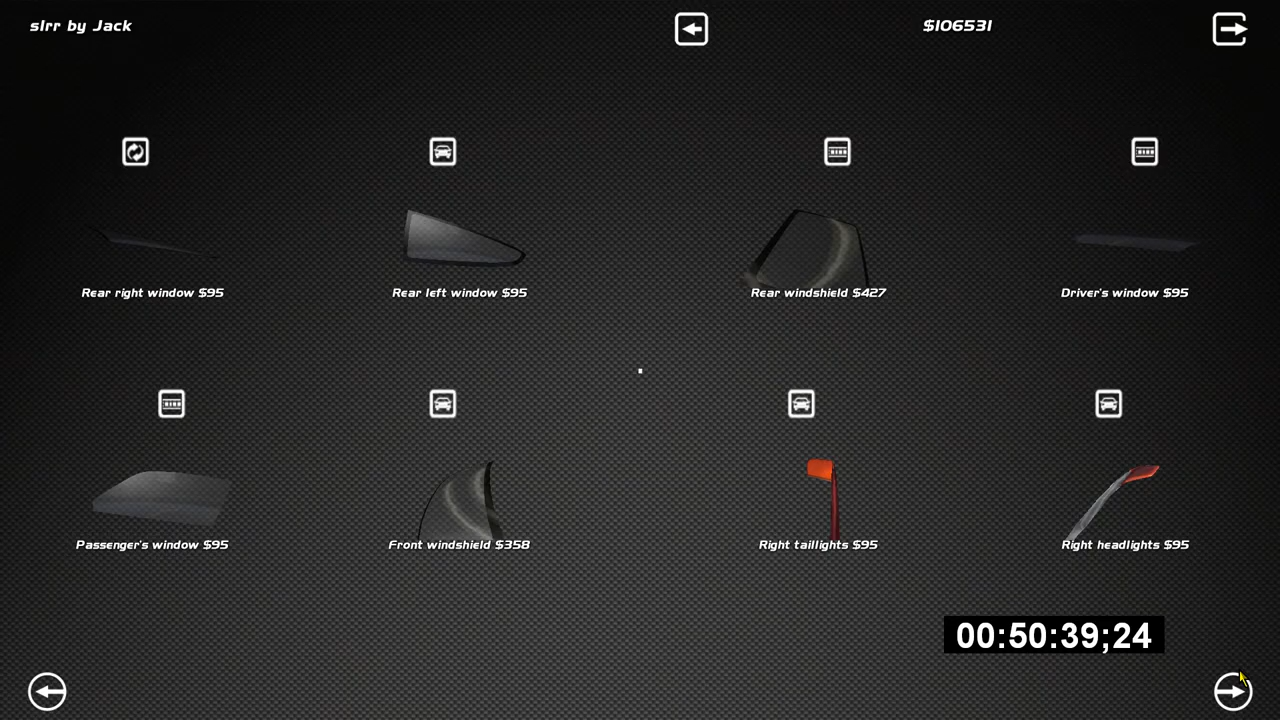 slrr by Jack
$106531
Rear right window $95
Rear left window $95
Rear windshield $427
Driver's window $95
Passenger's window $95
Front windshield $358
Right taillights $95
Right headlights $95
00:50:39;24